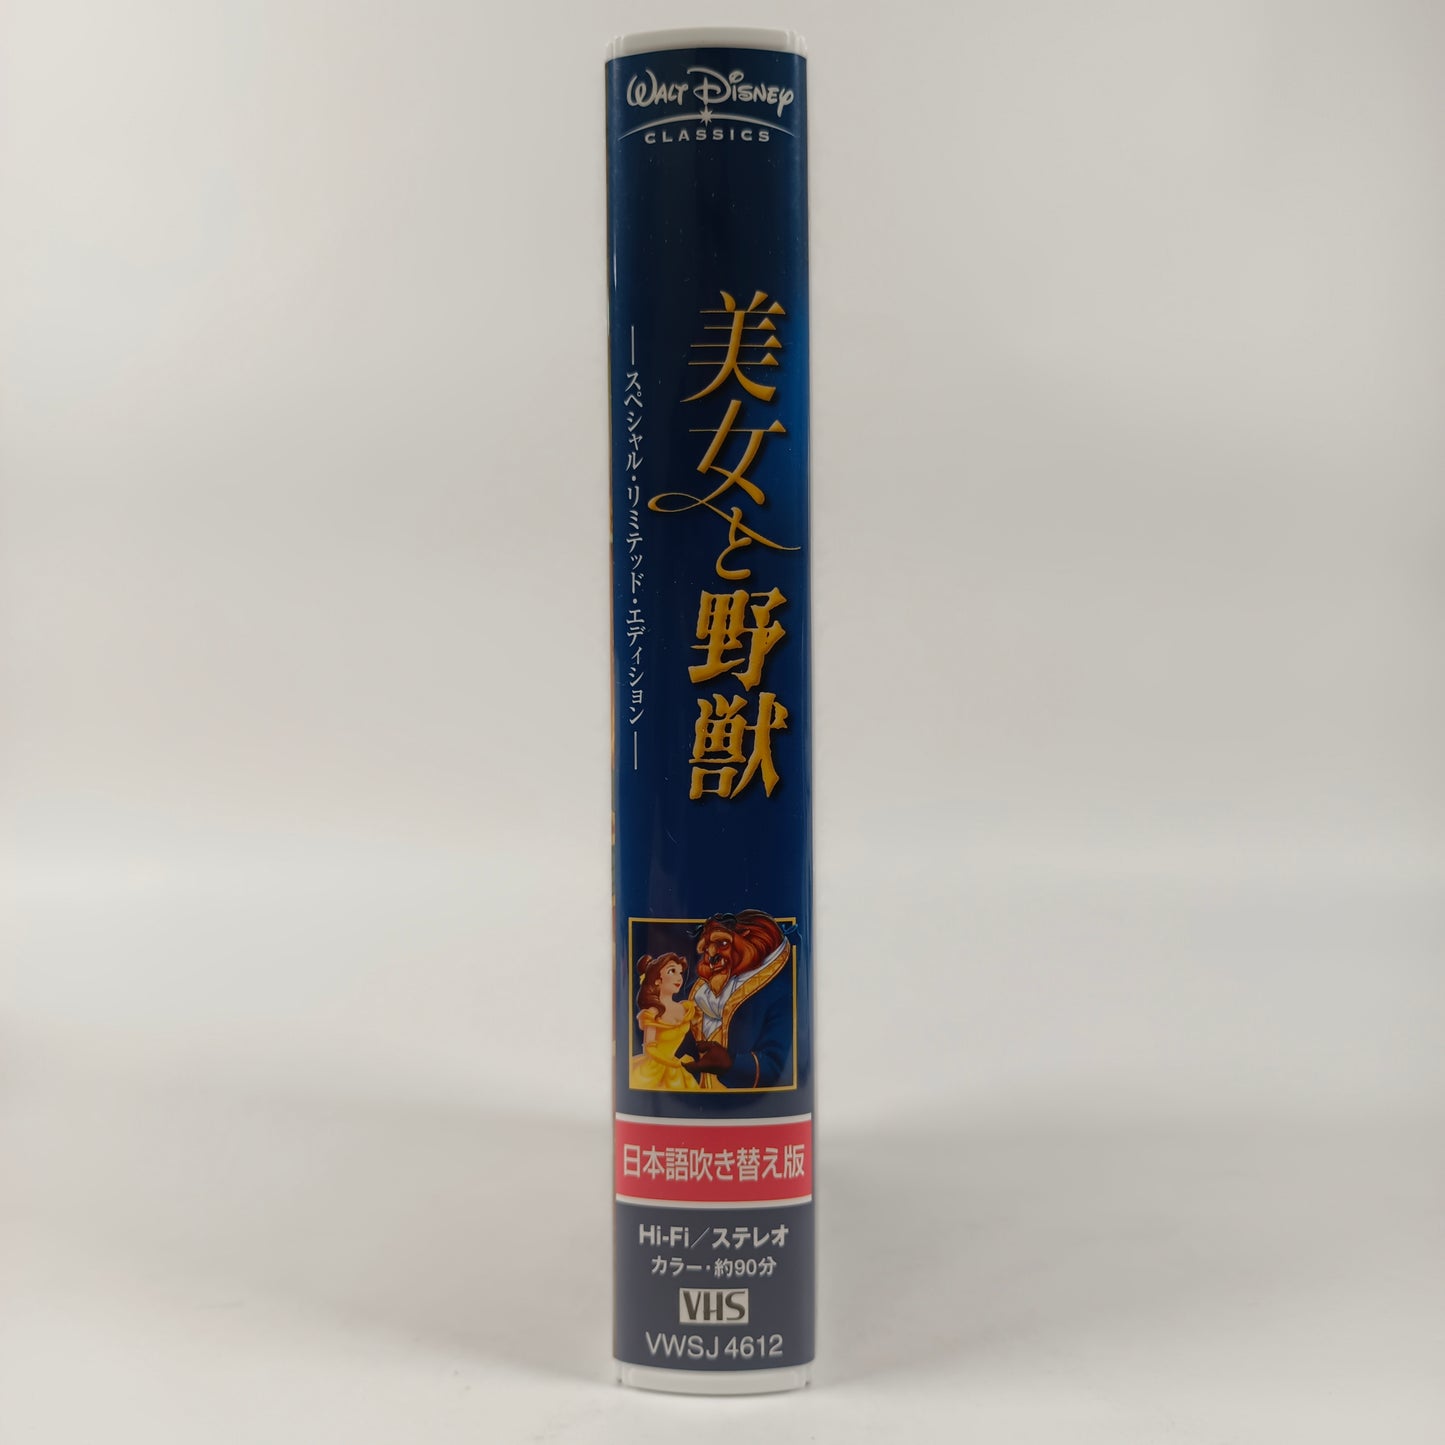 WALT DISNEY
CLASSICS
美女と野獣
—スペシャル・リミテッド・エディション—
日本語吹き替え版
Hi-Fi／ステレオ
カラー・約90分
VHS
VWSJ4612